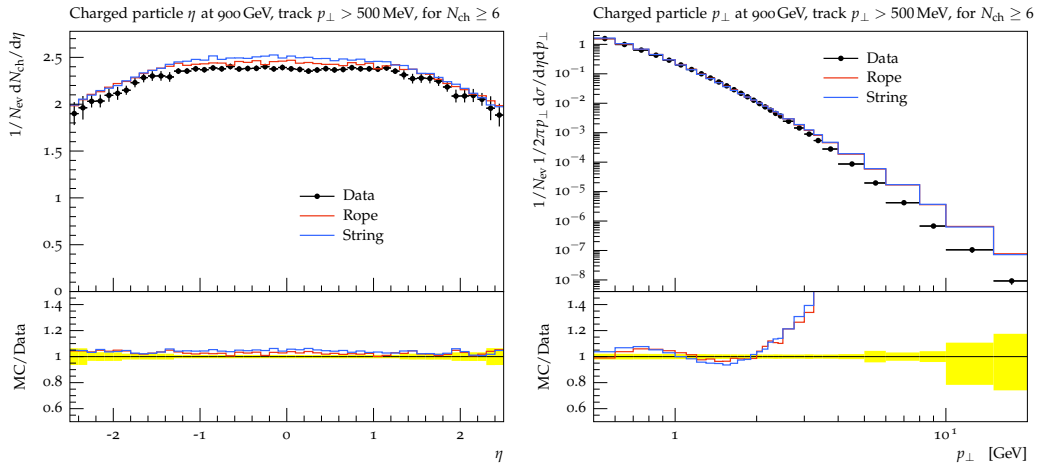 Charged particle η at 900 GeV, track p⊥ > 500 MeV, for Nch ≥ 6
1/Nev dNch/dη
2.5
2
1.5
1
0.5
0
Data
Rope
String
MC/Data
1.4
1.2
1
0.8
0.6
-2
-1
0
1
2
η
Charged particle p⊥ at 900 GeV, track p⊥ > 500 MeV, for Nch ≥ 6
1/Nev 1/2πp⊥ dσ/dηdp⊥
1
10⁻¹
10⁻²
10⁻³
10⁻⁴
10⁻⁵
10⁻⁶
10⁻⁷
10⁻⁸
Data
Rope
String
MC/Data
1.4
1.2
1
0.8
0.6
1
10¹
p⊥ [GeV]